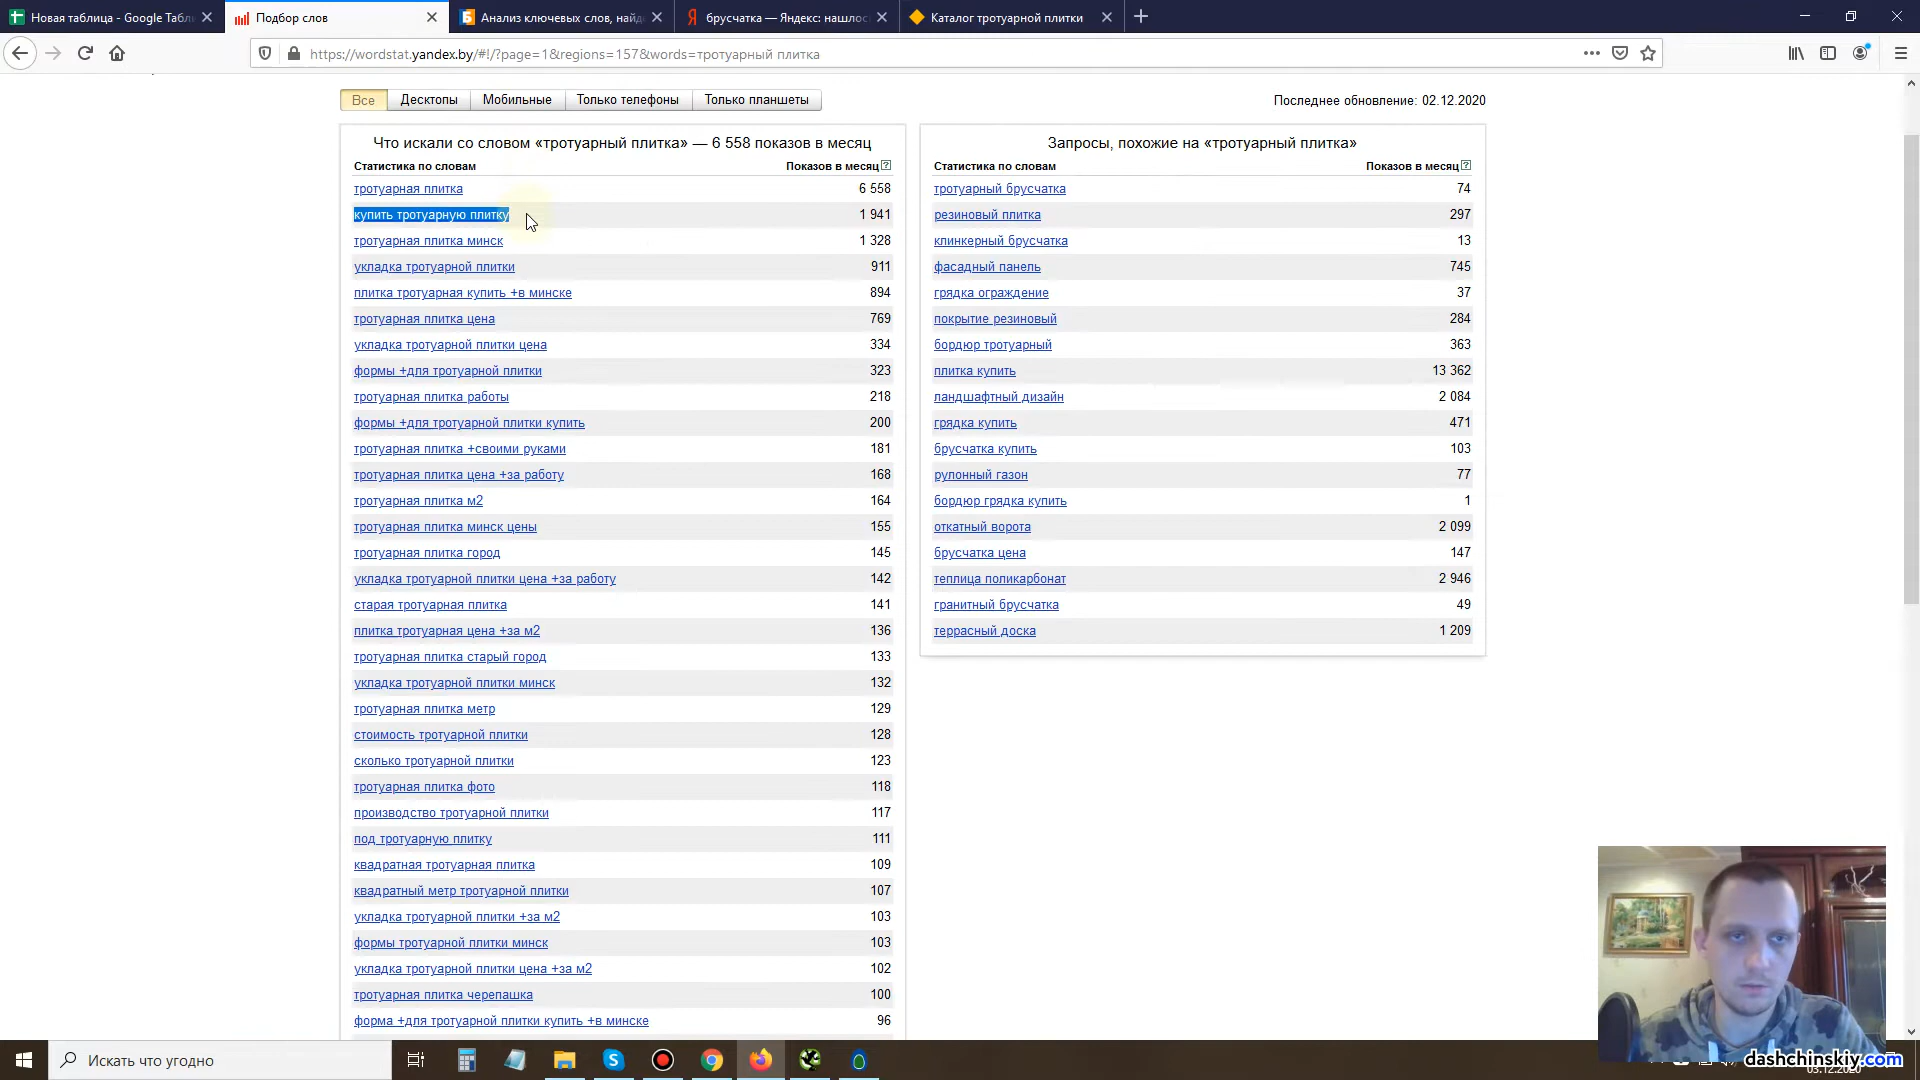 Новая таблица - Google Табли
Подбор слов
Анализ ключевых слов, найд
брусчатка — Яндекс: нашлос
Каталог тротуарной плитки
https://wordstat.yandex.by/#!/?page=1&regions=157&words=тротуарный плитка
Все
Десктопы
Мобильные
Только телефоны
Только планшеты
Последнее обновление: 02.12.2020
Что искали со словом «тротуарный плитка» — 6 558 показов в месяц
Статистика по словам Показов в месяц ?
тротуарная плитка 6 558
купить тротуарную плитку 1 941
тротуарная плитка минск 1 328
укладка тротуарной плитки 911
плитка тротуарная купить +в минске 894
тротуарная плитка цена 769
укладка тротуарной плитки цена 334
формы +для тротуарной плитки 323
тротуарная плитка работы 218
формы +для тротуарной плитки купить 200
тротуарная плитка +своими руками 181
тротуарная плитка цена +за работу 168
тротуарная плитка м2 164
тротуарная плитка минск цены 155
тротуарная плитка город 145
укладка тротуарной плитки цена +за работу 142
старая тротуарная плитка 141
плитка тротуарная цена +за м2 136
тротуарная плитка старый город 133
укладка тротуарной плитки минск 132
тротуарная плитка метр 129
стоимость тротуарной плитки 128
сколько тротуарной плитки 123
тротуарная плитка фото 118
производство тротуарной плитки 117
под тротуарную плитку 111
квадратная тротуарная плитка 109
квадратный метр тротуарной плитки 107
укладка тротуарной плитки +за м2 103
формы тротуарной плитки минск 103
укладка тротуарной плитки цена +за м2 102
тротуарная плитка черепашка 100
форма +для тротуарной плитки купить +в минске 96
Запросы, похожие на «тротуарный плитка»
Статистика по словам Показов в месяц ?
тротуарный брусчатка 74
резиновый плитка 297
клинкерный брусчатка 13
фасадный панель 745
грядка ограждение 37
покрытие резиновый 284
бордюр тротуарный 363
плитка купить 13 362
ландшафтный дизайн 2 084
грядка купить 471
брусчатка купить 103
рулонный газон 77
бордюр грядка купить 1
откатный ворота 2 099
брусчатка цена 147
теплица поликарбонат 2 946
гранитный брусчатка 49
террасный доска 1 209
Искать что угодно
dashchinskiy.com
03.12.2020